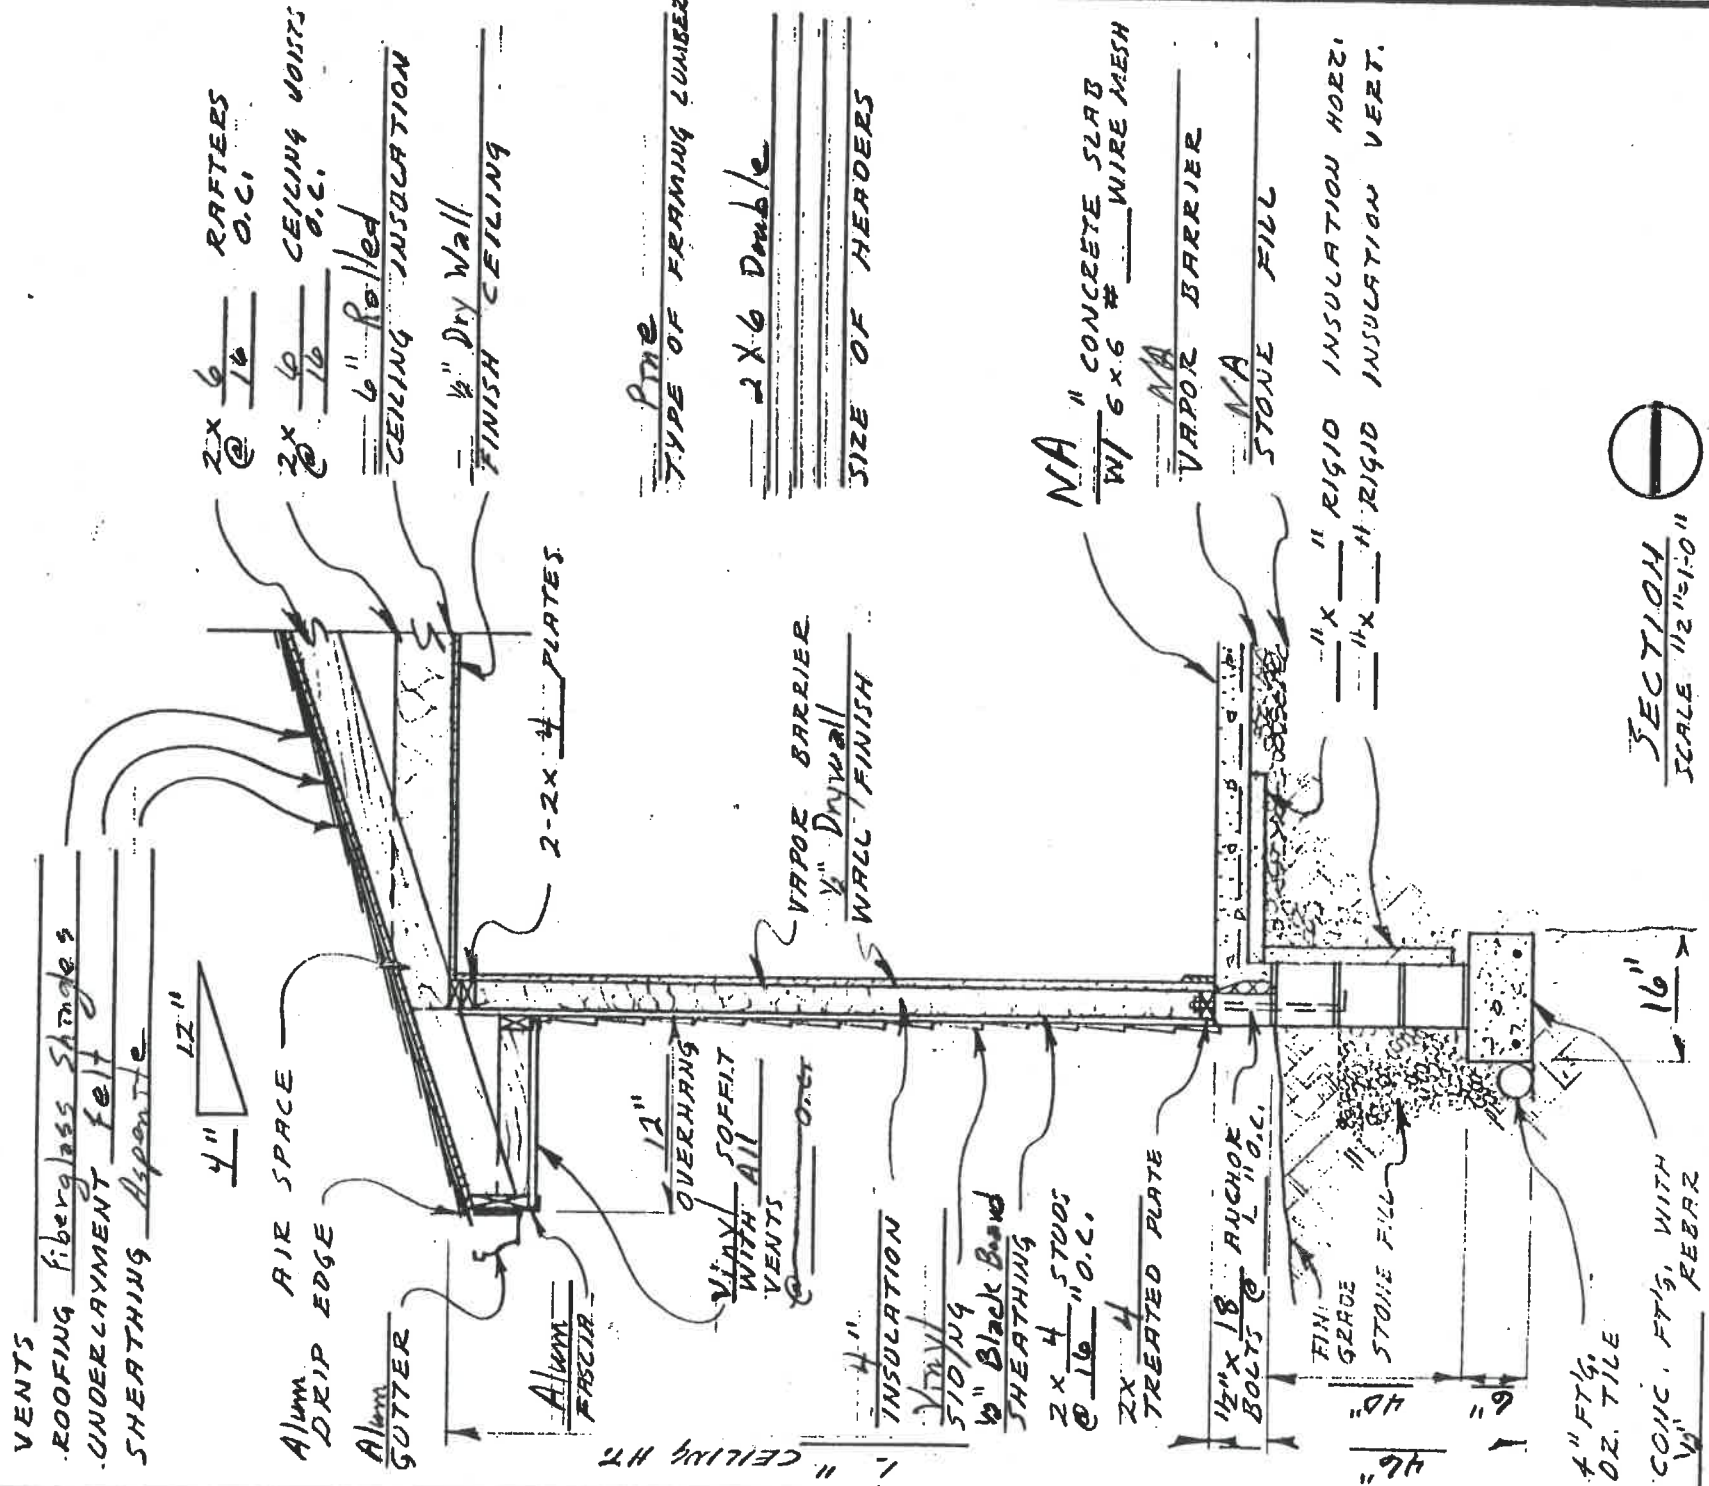 VENTS
ROOFING Fiberglass Shingles
UNDERLAYMENT felt
SHEATHING Aspenite
12"
4"
AIR SPACE
Alum
DRIP EDGE
Alum
GUTTER
Alum
FASCIA
12"
OVERHANG
Vinyl SOFFIT
WITH All
VENTS
@ O.C.
4"
INSULATION
Vinyl
SIDING
1/2" Black Board
SHEATHING
2 x 4 STUDS
@ 16 " O.C.
2x 4
TREATED PLATE
1/2" x 18 ANCHOR
BOLTS @ " O.C.
FIN.
GRADE
STONE FILL
4" FT'G.
DR. TILE
CONC. FT'G. WITH
1/2" REBAR
" CEILING HT.
40"
46"
6"
16"
2x 6 RAFTERS
@ 16 O.C.
2x 6 CEILING JOISTS
@ 16 O.C.
6" Rolled
CEILING INSULATION
1/2" Dry Wall
FINISH CEILING
2-2x 4 PLATES
Pine
TYPE OF FRAMING LUMBER
2X6 Double
SIZE OF HEADERS
VAPOR BARRIER
1/2" Drywall
WALL FINISH
NA " CONCRETE SLAB
W/ 6x6 # WIRE MESH
NA
VAPOR BARRIER
NA
STONE FILL
"x " RIGID INSULATION HORZ.
"x " RIGID INSULATION VERT.
SECTION
SCALE 1/2"=1'-0"